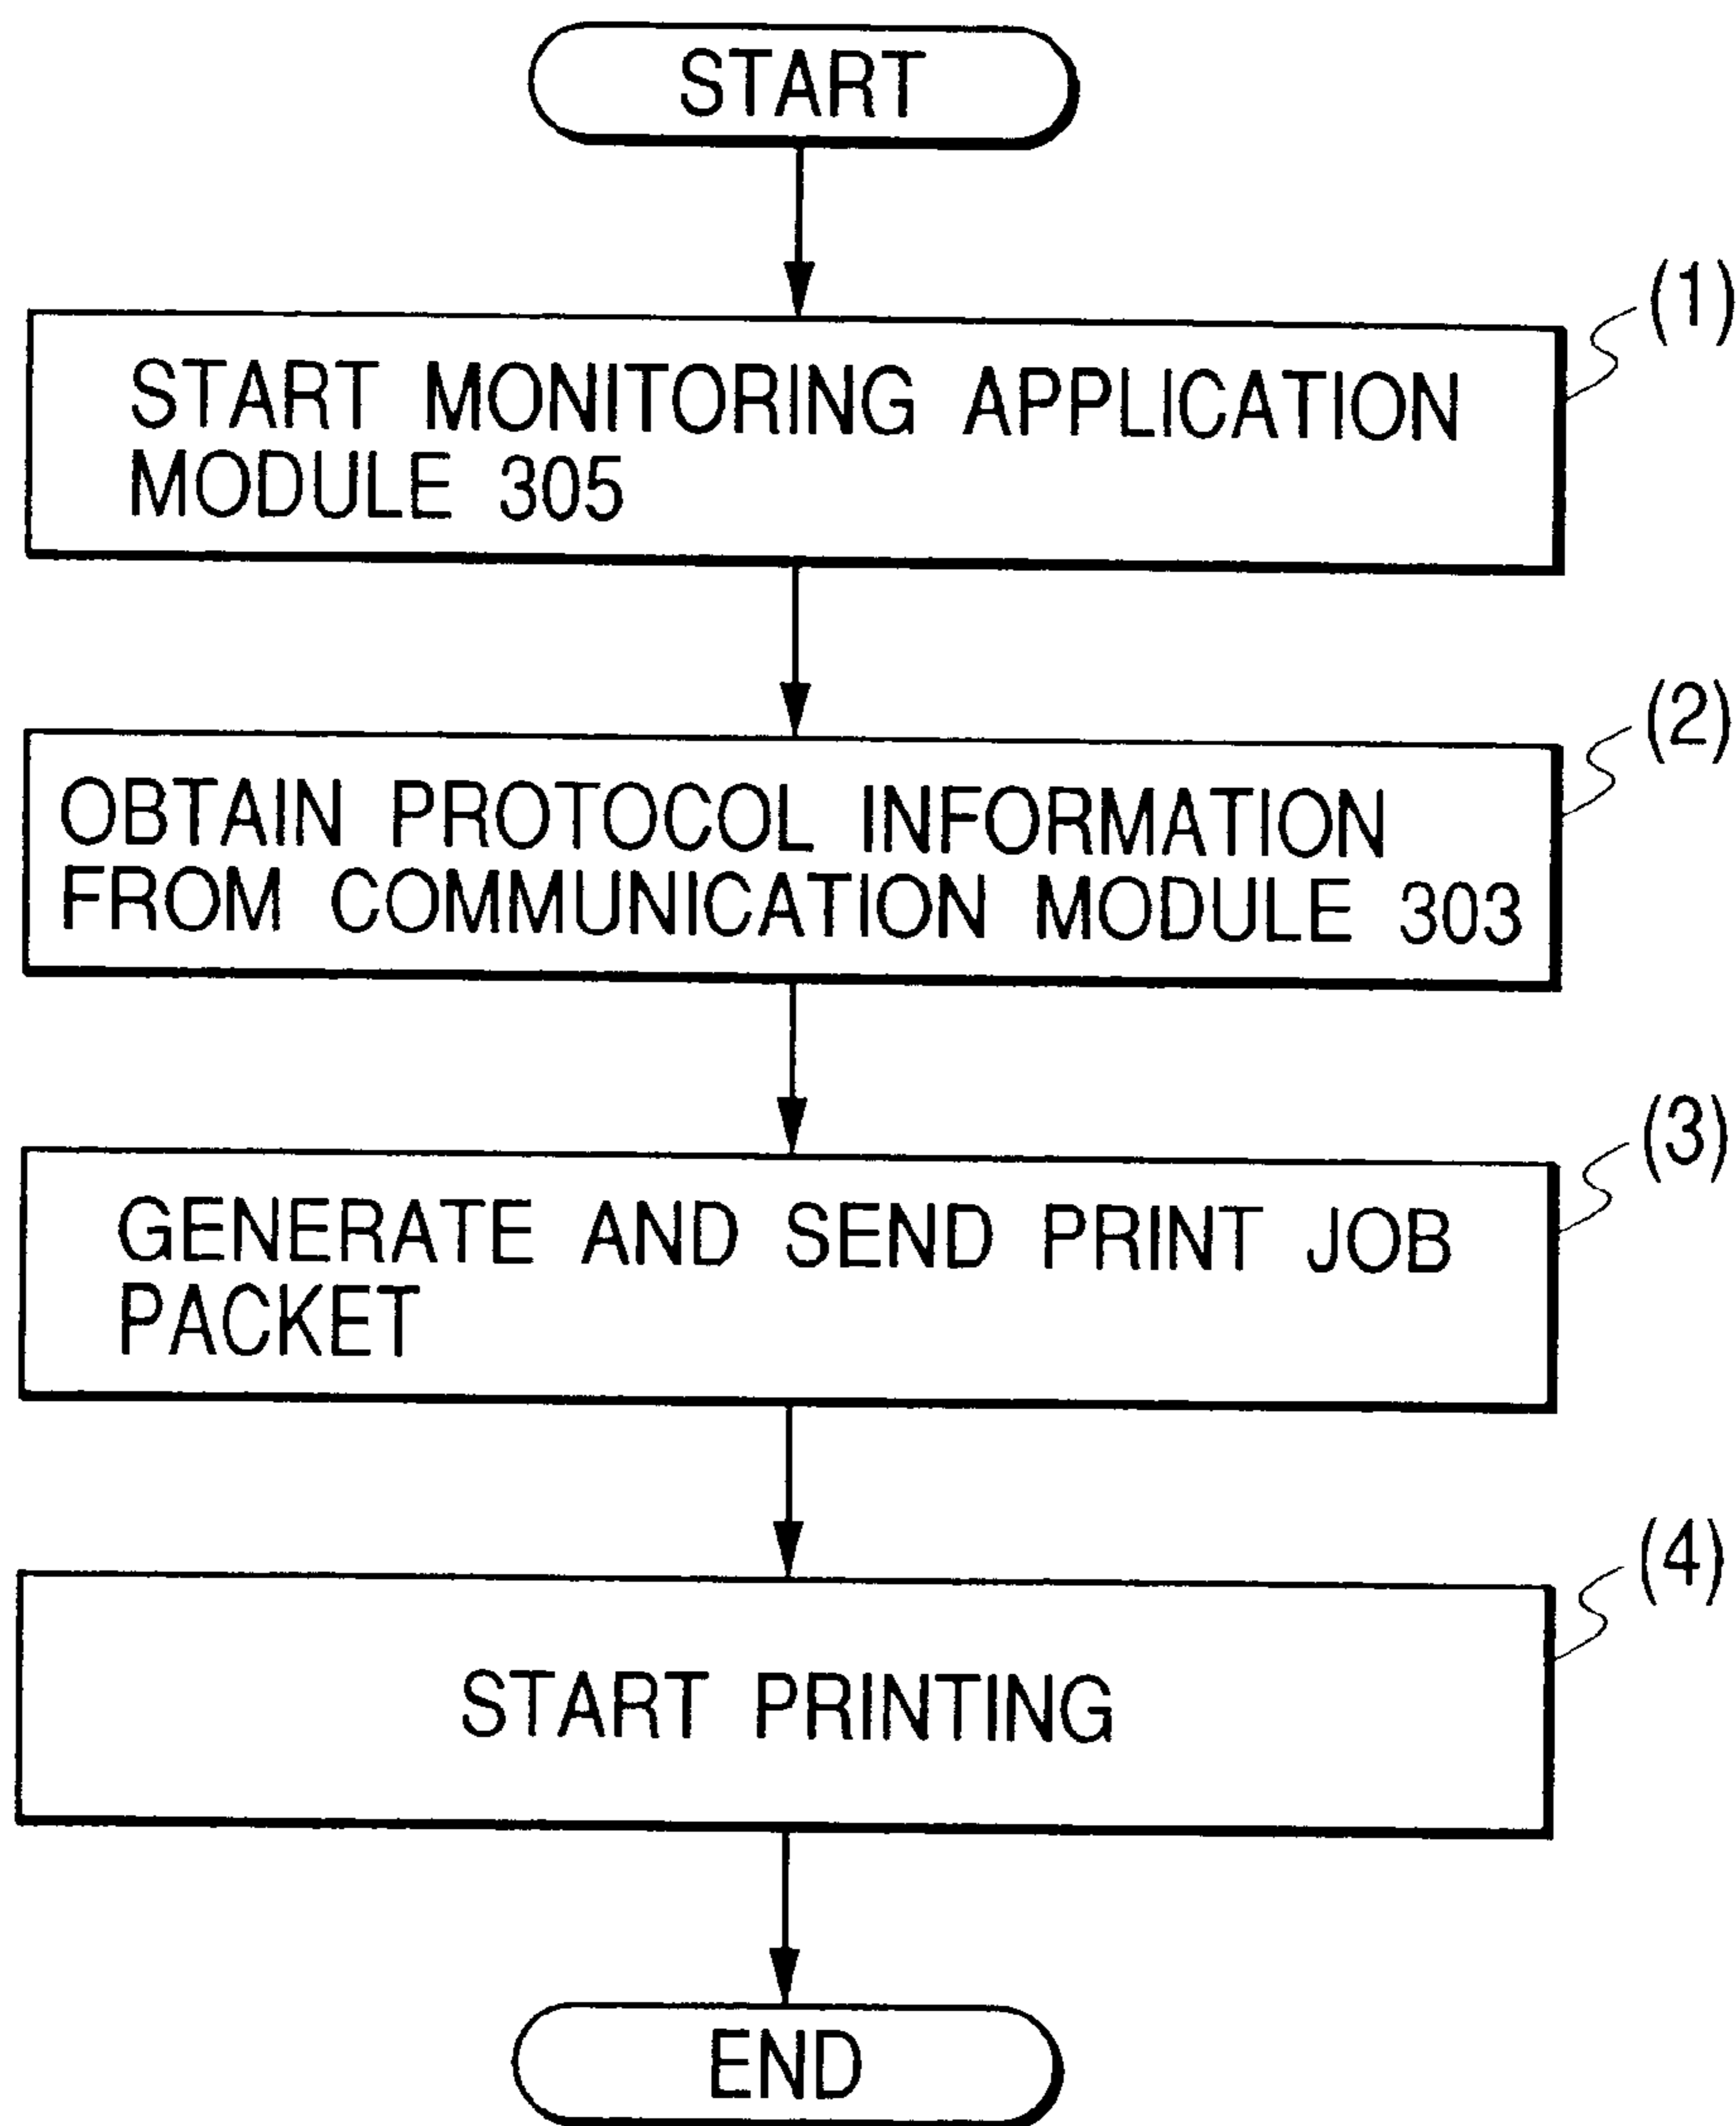 START
(1)
START MONITORING APPLICATION
MODULE 305
(2)
OBTAIN PROTOCOL INFORMATION
FROM COMMUNICATION MODULE 303
(3)
GENERATE AND SEND PRINT JOB
PACKET
(4)
START PRINTING
END